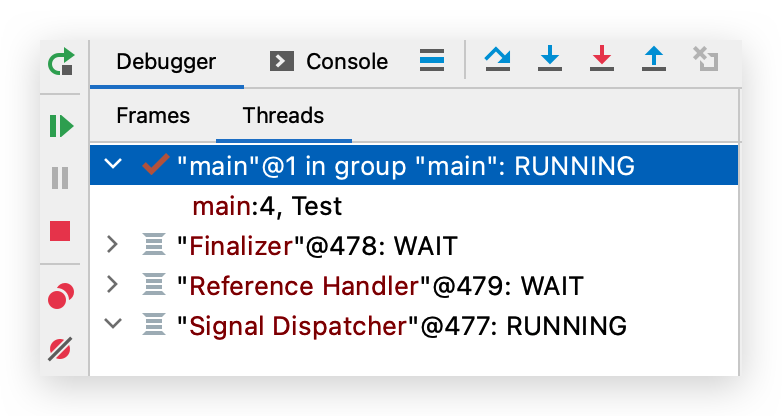 Debugger Console
Frames Threads
"main"@1 in group "main": RUNNING
main:4, Test
"Finalizer"@478: WAIT
"Reference Handler"@479: WAIT
"Signal Dispatcher"@477: RUNNING